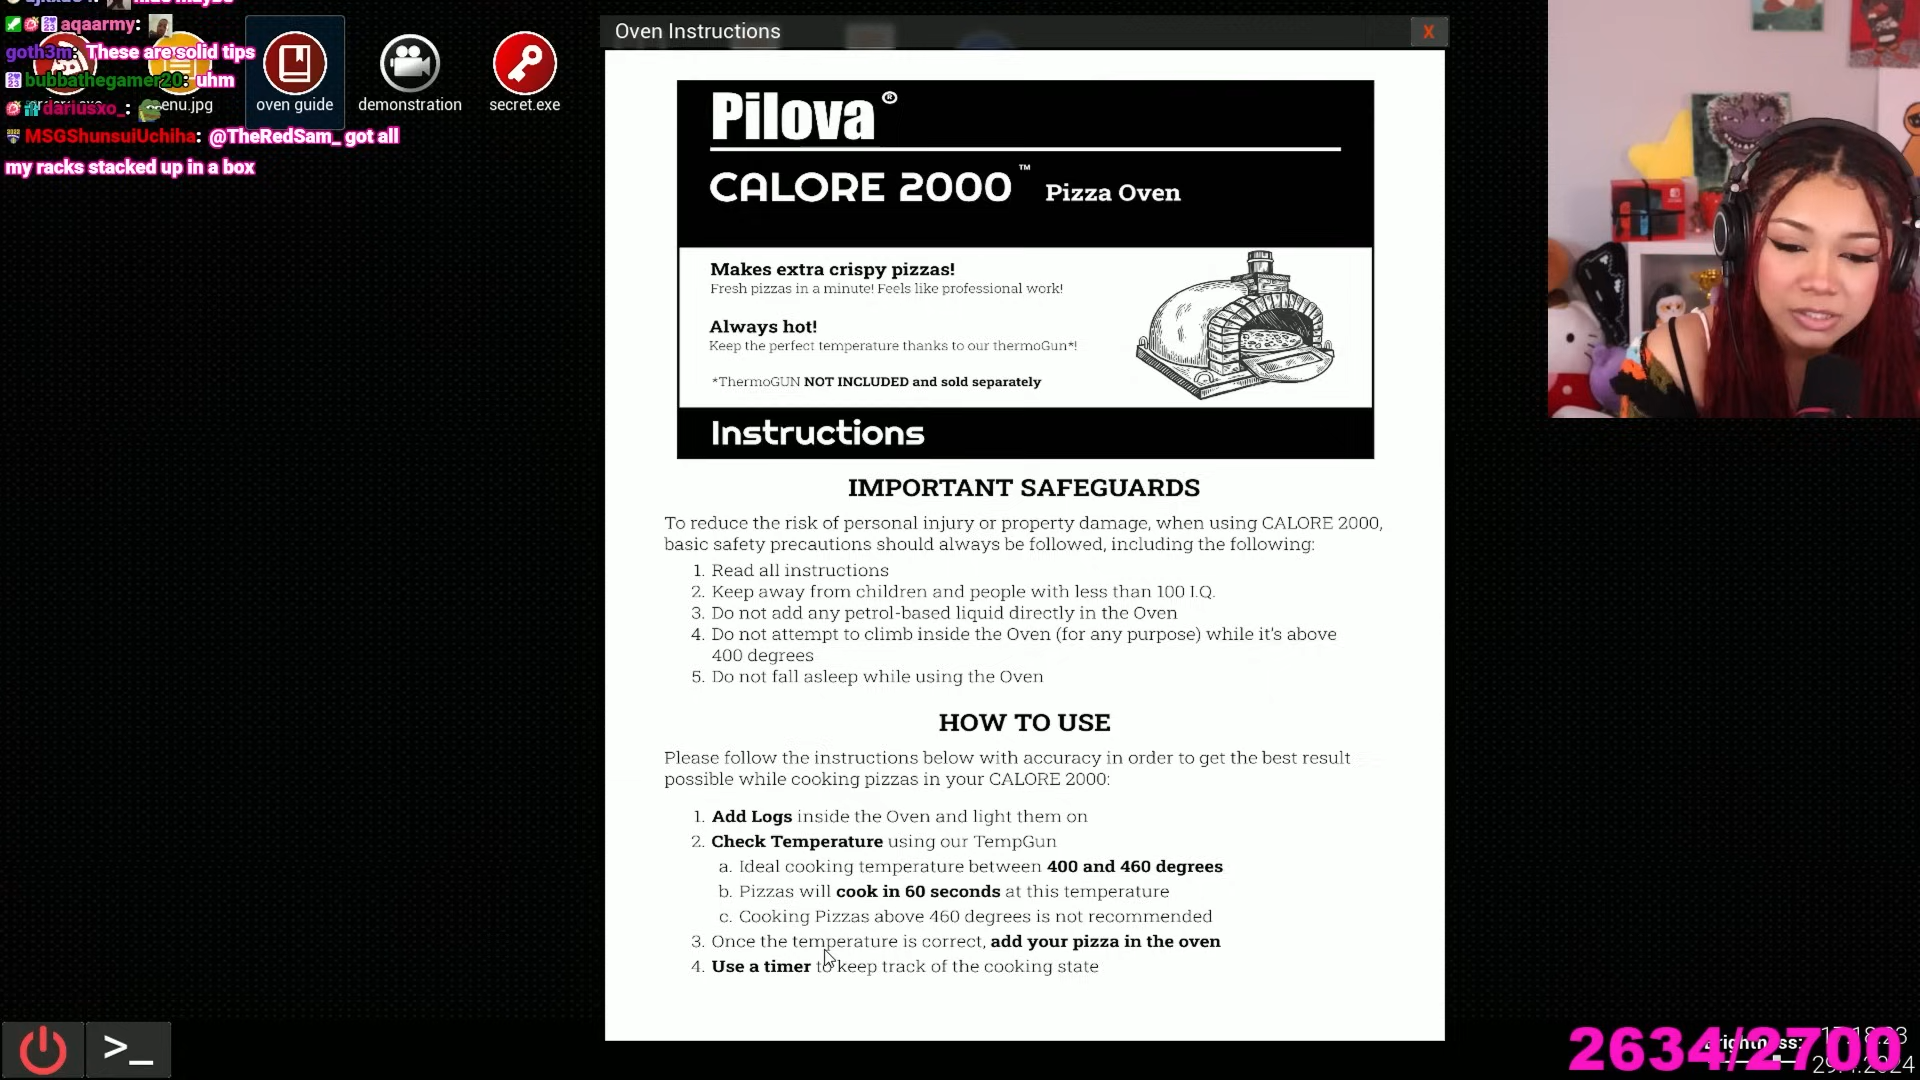 aqaarmy:
goth3m: These are solid tips
bubbathegamer20: uhm
dariusxo_:
MSGShunsuiUchiha: @TheRedSam_ got all
my racks stacked up in a box
enu.jpg
oven guide
demonstration
secret.exe
Oven Instructions
X
Pilova®
CALORE 2000™ Pizza Oven
Makes extra crispy pizzas!
Fresh pizzas in a minute! Feels like professional work!
Always hot!
Keep the perfect temperature thanks to our thermoGun*!
*ThermoGUN NOT INCLUDED and sold separately
Instructions
IMPORTANT SAFEGUARDS
To reduce the risk of personal injury or property damage, when using CALORE 2000,
basic safety precautions should always be followed, including the following:
1. Read all instructions
2. Keep away from children and people with less than 100 I.Q.
3. Do not add any petrol-based liquid directly in the Oven
4. Do not attempt to climb inside the Oven (for any purpose) while it's above
400 degrees
5. Do not fall asleep while using the Oven
HOW TO USE
Please follow the instructions below with accuracy in order to get the best result
possible while cooking pizzas in your CALORE 2000:
1. Add Logs inside the Oven and light them on
2. Check Temperature using our TempGun
a. Ideal cooking temperature between 400 and 460 degrees
b. Pizzas will cook in 60 seconds at this temperature
c. Cooking Pizzas above 460 degrees is not recommended
3. Once the temperature is correct, add your pizza in the oven
4. Use a timer to keep track of the cooking state
>_
2634/2700